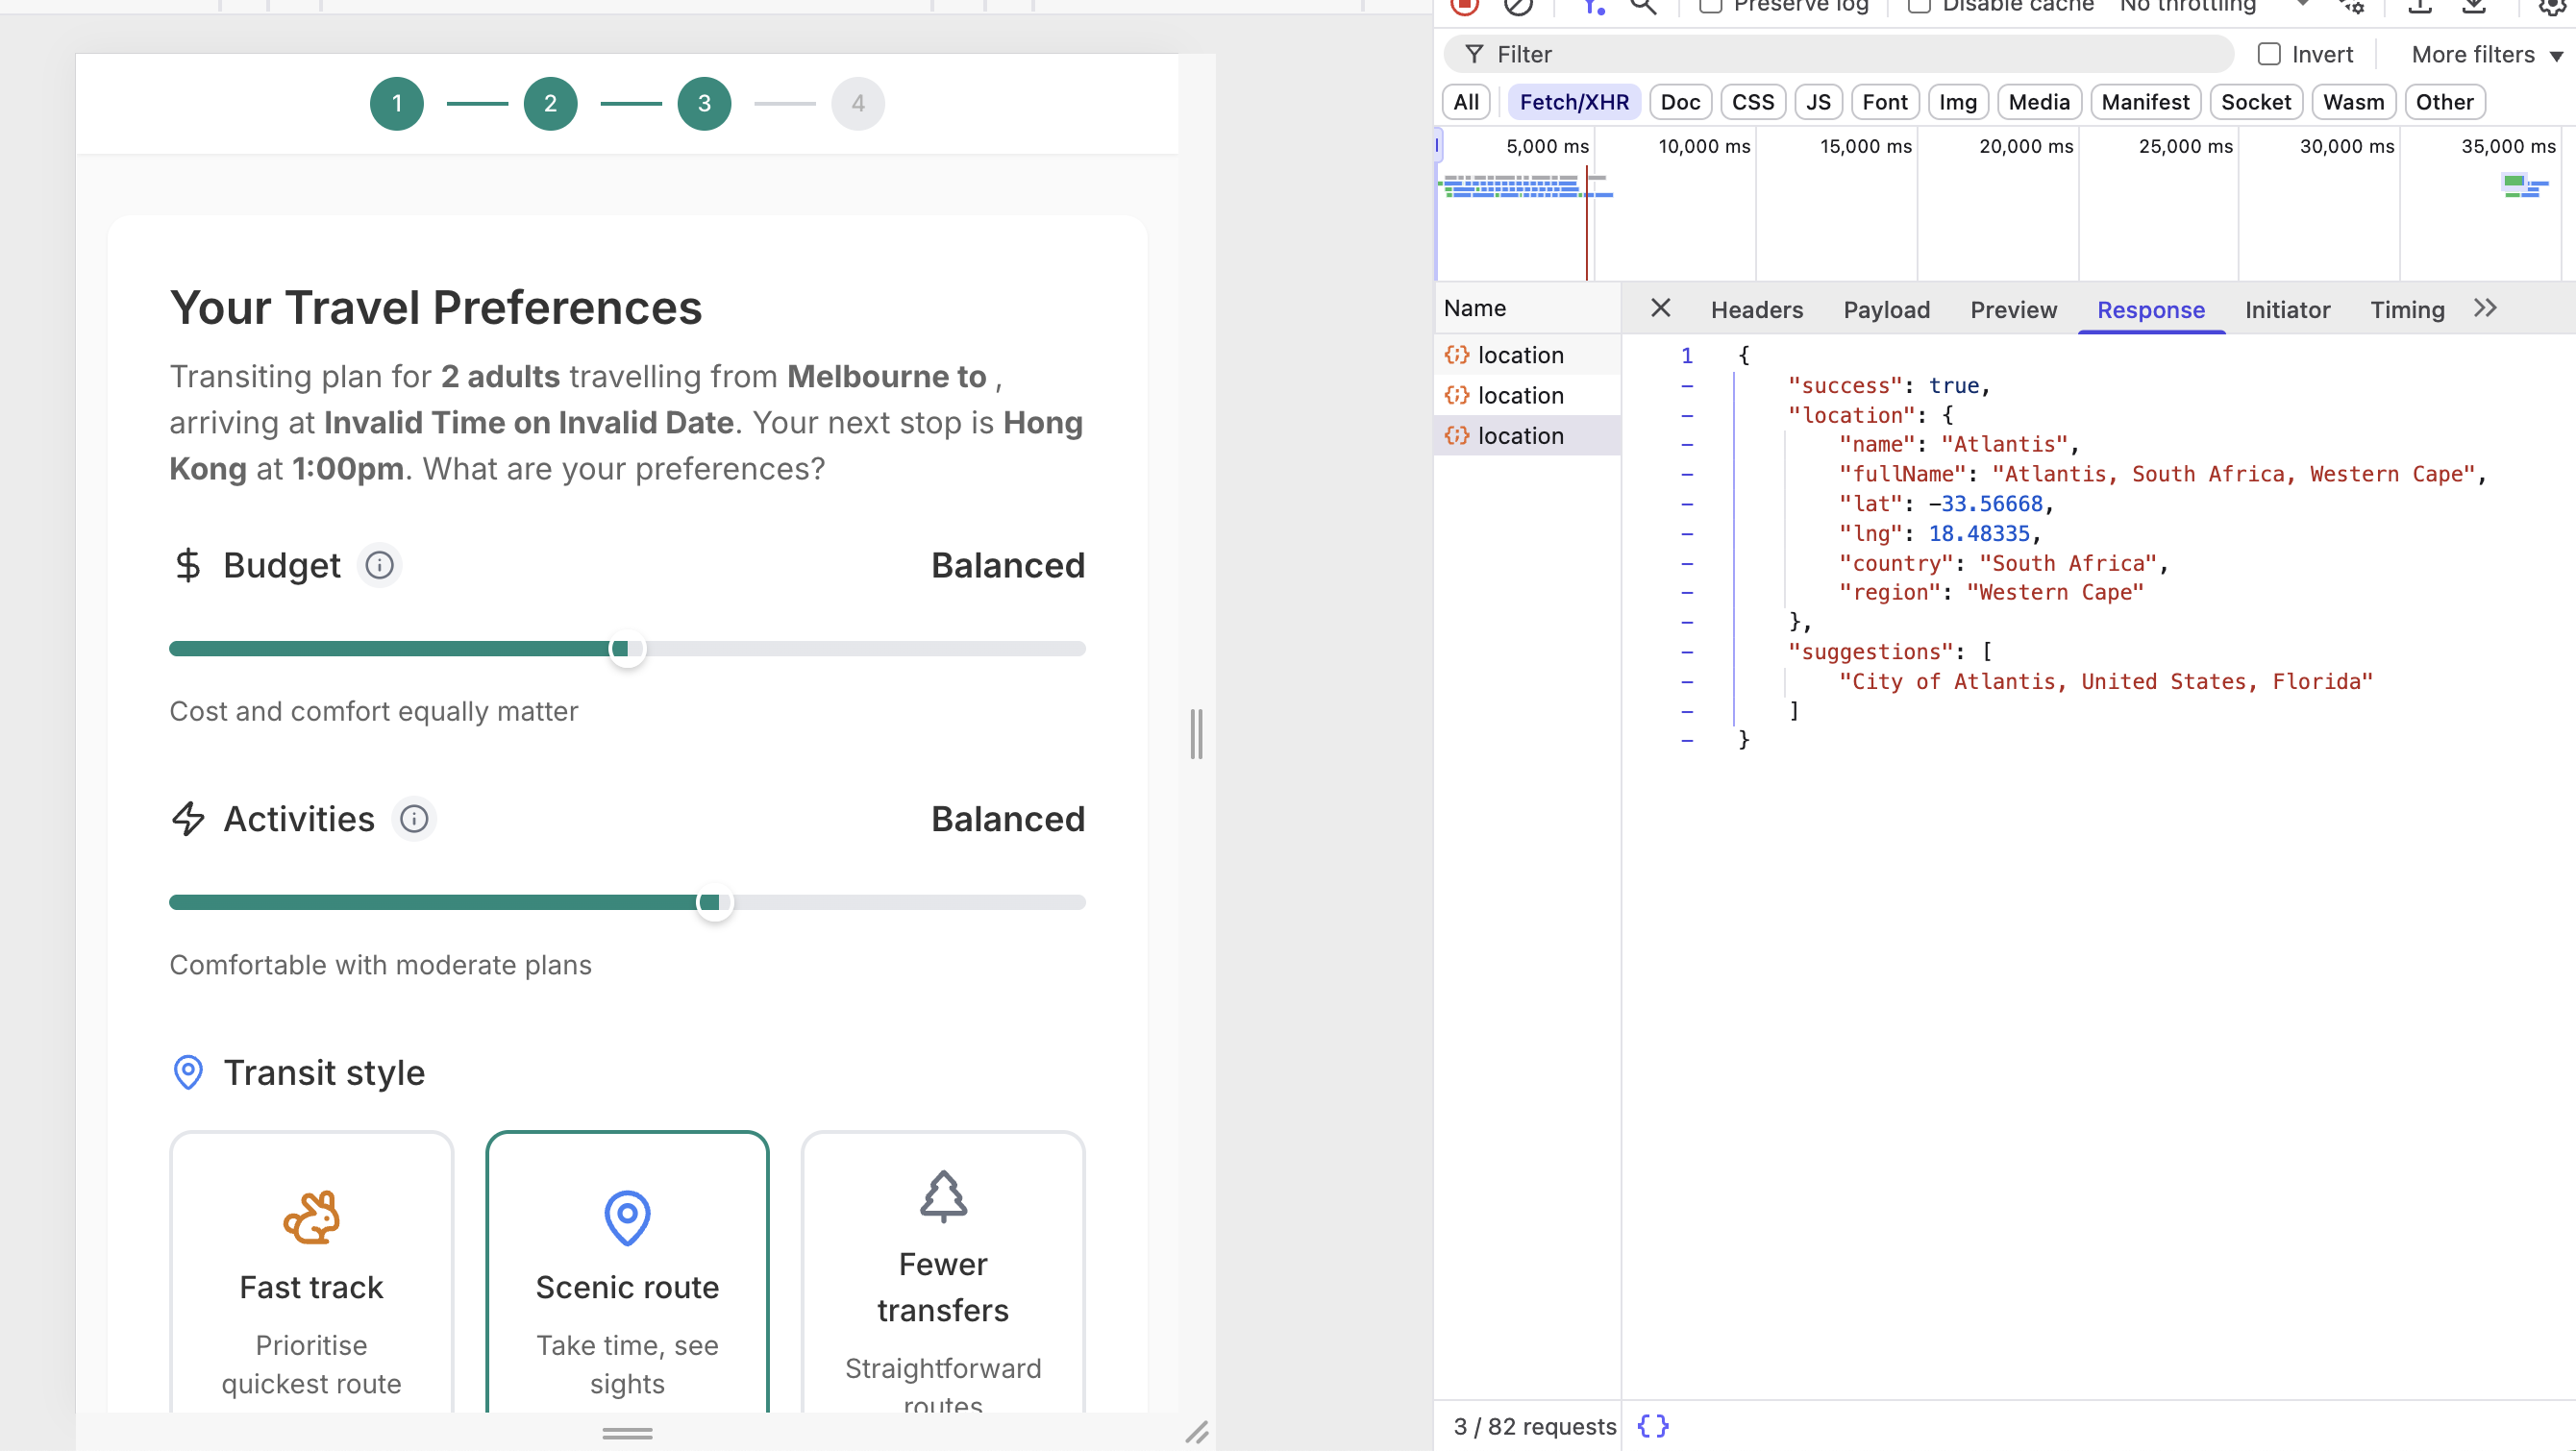 Preserve log
Disable cache
No throttling
Filter
Invert
More filters
All
Fetch/XHR
Doc
CSS
JS
Font
Img
Media
Manifest
Socket
Wasm
Other
5,000 ms
10,000 ms
15,000 ms
20,000 ms
25,000 ms
30,000 ms
35,000 ms
Name
Headers
Payload
Preview
Response
Initiator
Timing
location
location
location
1 {
"success": true,
"location": {
"name": "Atlantis",
"fullName": "Atlantis, South Africa, Western Cape",
"lat": -33.56668,
"lng": 18.48335,
"country": "South Africa",
"region": "Western Cape"
},
"suggestions": [
"City of Atlantis, United States, Florida"
]
}
3 / 82 requests
{ }
1
2
3
4
Your Travel Preferences
Transiting plan for 2 adults travelling from Melbourne to ,
arriving at Invalid Time on Invalid Date. Your next stop is Hong
Kong at 1:00pm. What are your preferences?
Budget
Balanced
Cost and comfort equally matter
Activities
Balanced
Comfortable with moderate plans
Transit style
Fast track
Prioritise
quickest route
Scenic route
Take time, see
sights
Fewer
transfers
Straightforward
routes